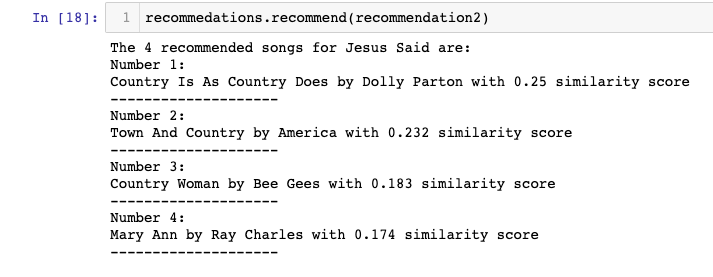 In [18]: 1 recommedations.recommend(recommendation2)
The 4 recommended songs for Jesus Said are:
Number 1:
Country Is As Country Does by Dolly Parton with 0.25 similarity score
--------------------
Number 2:
Town And Country by America with 0.232 similarity score
--------------------
Number 3:
Country Woman by Bee Gees with 0.183 similarity score
--------------------
Number 4:
Mary Ann by Ray Charles with 0.174 similarity score
--------------------